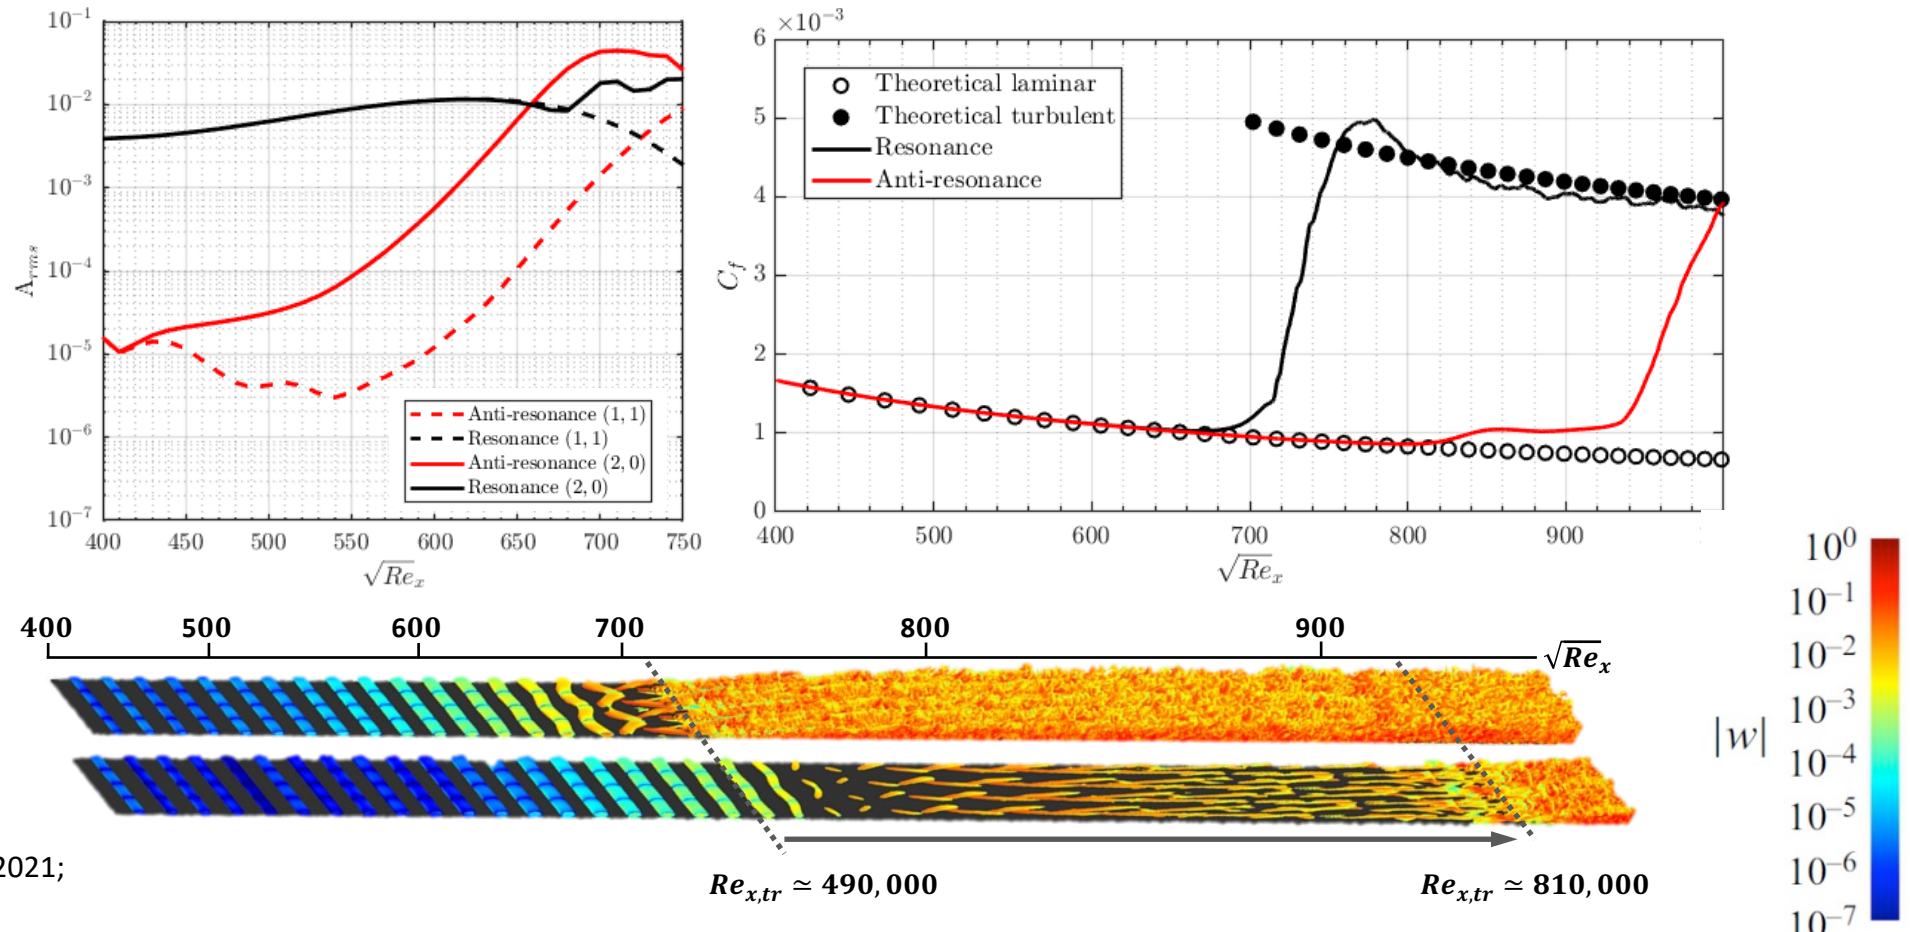 10⁻¹
10⁻²
10⁻³
10⁻⁴
10⁻⁵
10⁻⁶
10⁻⁷
A_rms
Anti-resonance (1, 1)
Resonance (1, 1)
Anti-resonance (2, 0)
Resonance (2, 0)
400 450 500 550 600 650 700 750
√Re_x
×10⁻³
6
5
4
3
2
1
0
C_f
Theoretical laminar
Theoretical turbulent
Resonance
Anti-resonance
400 500 600 700 800 900
√Re_x
400 500 600 700 800 900
√Re_x
Re_x,tr ≃ 490,000
Re_x,tr ≃ 810,000
2021;
|w|
10⁰
10⁻¹
10⁻²
10⁻³
10⁻⁴
10⁻⁵
10⁻⁶
10⁻⁷